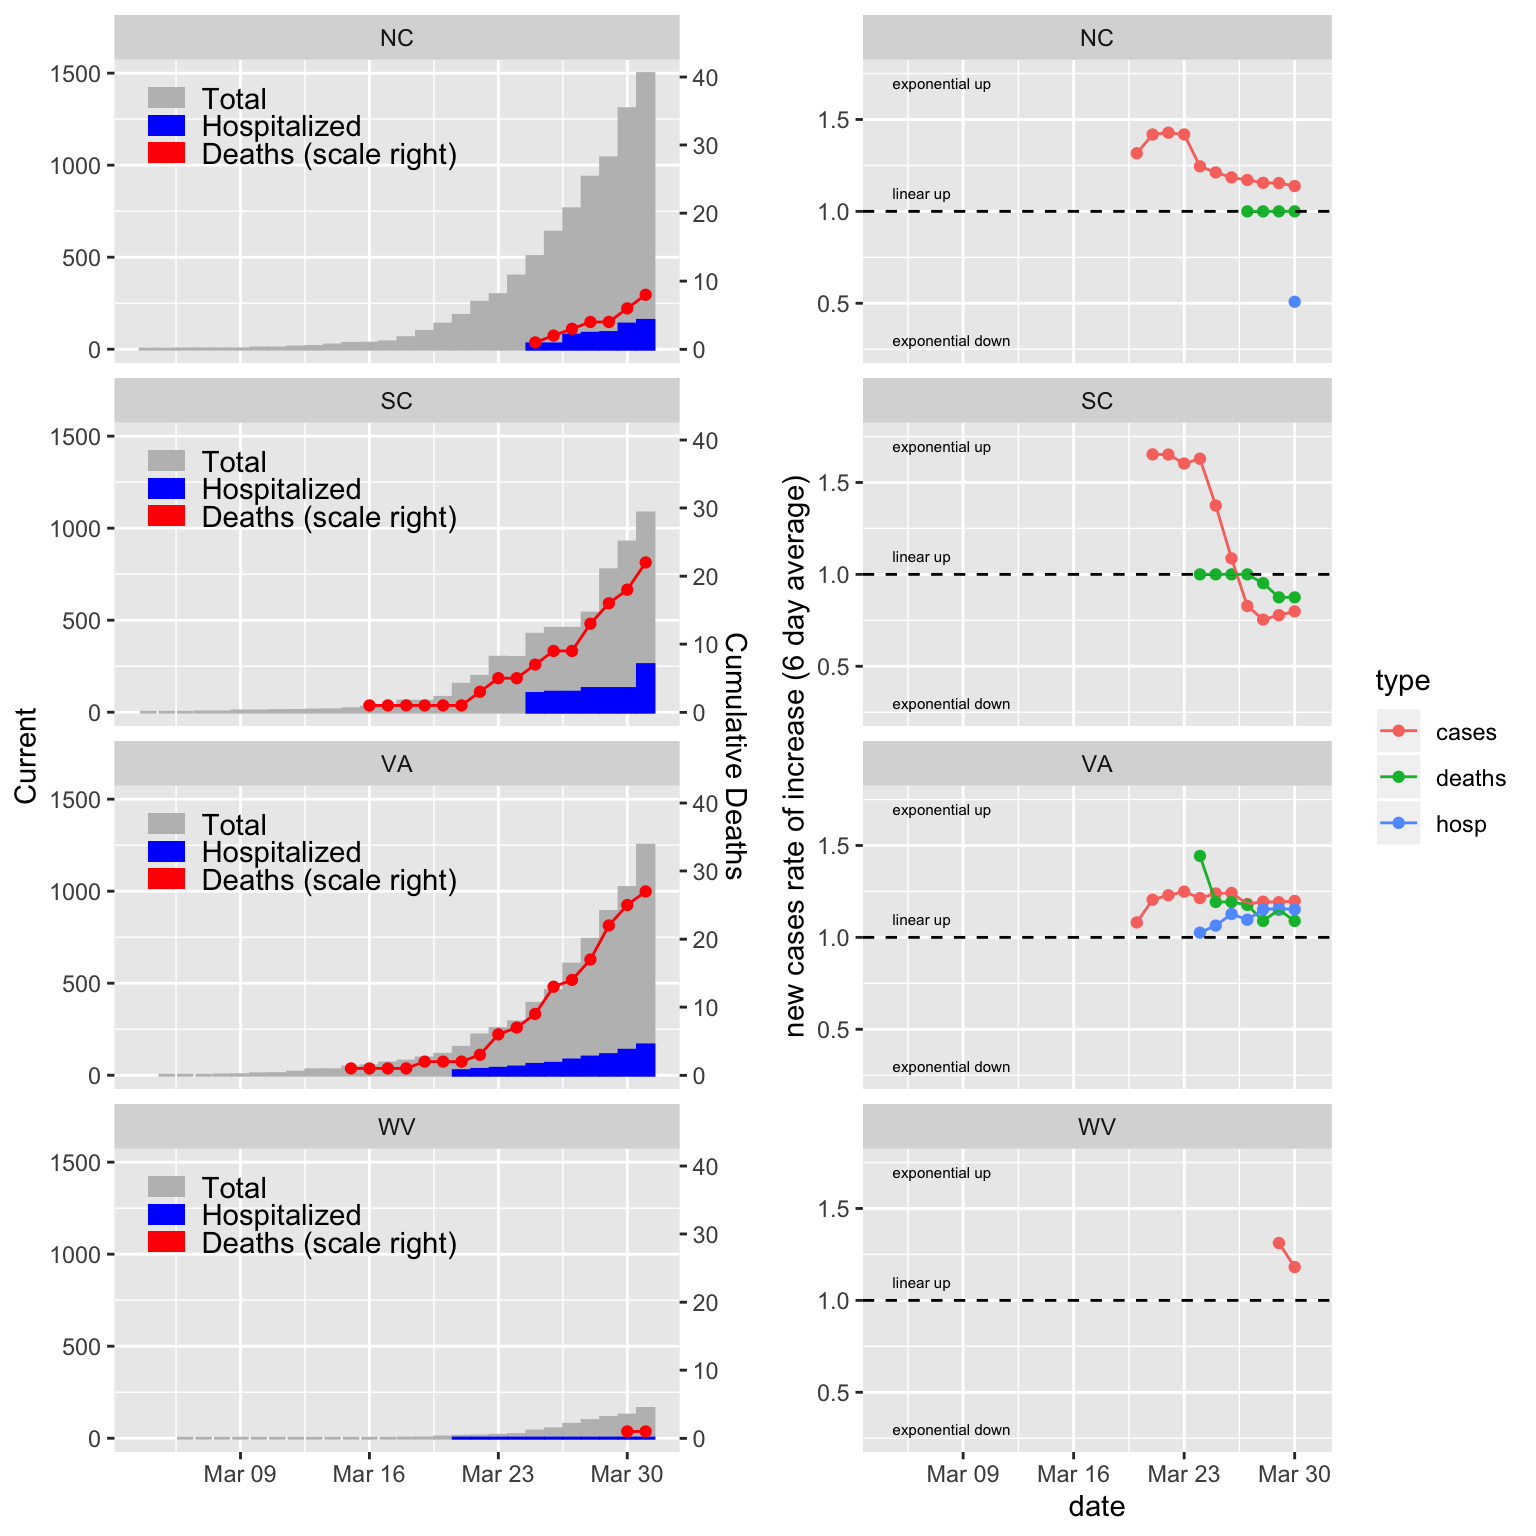 NC
1500
1000
500
0
40
30
20
10
0
Total
Hospitalized
Deaths (scale right)
SC
1500
1000
500
0
40
30
20
10
0
Total
Hospitalized
Deaths (scale right)
VA
1500
1000
500
0
40
30
20
10
0
Total
Hospitalized
Deaths (scale right)
WV
1500
1000
500
0
40
30
20
10
0
Total
Hospitalized
Deaths (scale right)
Mar 09 Mar 16 Mar 23 Mar 30
Current
Cumulative Deaths
NC
1.5
1.0
0.5
exponential up
linear up
exponential down
SC
1.5
1.0
0.5
exponential up
linear up
exponential down
VA
1.5
1.0
0.5
exponential up
linear up
exponential down
WV
1.5
1.0
0.5
exponential up
linear up
exponential down
Mar 09 Mar 16 Mar 23 Mar 30
date
new cases rate of increase (6 day average)
type
cases
deaths
hosp